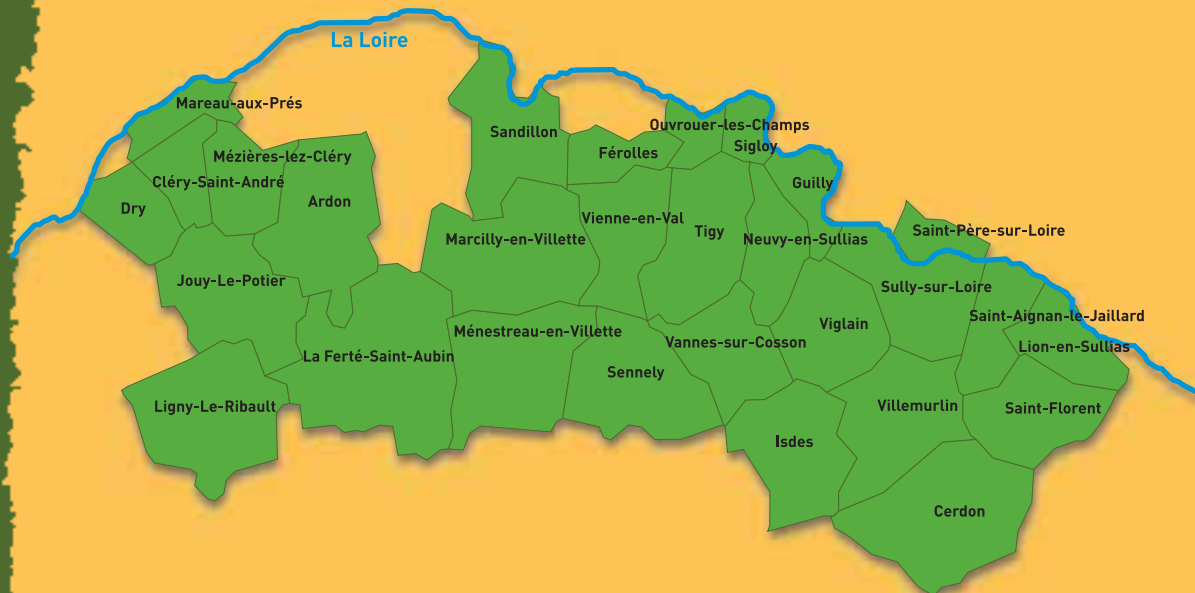 La Loire
Mareau-aux-Prés
Ouvrouer-les-Champs
Sandillon
Sigloy
Férolles
Mézières-lez-Cléry
Cléry-Saint-André
Guilly
Ardon
Dry
Vienne-en-Val
Tigy
Saint-Père-sur-Loire
Marcilly-en-Villette
Neuvy-en-Sullias
Jouy-Le-Potier
Sully-sur-Loire
Saint-Aignan-le-Jaillard
Viglain
Ménestreau-en-Villette
Vannes-sur-Cosson
Lion-en-Sullias
La Ferté-Saint-Aubin
Sennely
Ligny-Le-Ribault
Villemurlin
Saint-Florent
Isdes
Cerdon